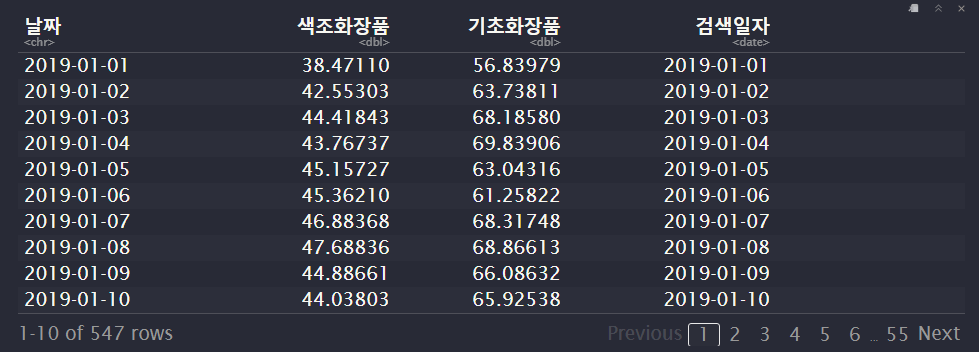 날짜 색조화장품 기초화장품 검색일자
<chr> <dbl> <dbl> <date>
2019-01-01 38.47110 56.83979 2019-01-01
2019-01-02 42.55303 63.73811 2019-01-02
2019-01-03 44.41843 68.18580 2019-01-03
2019-01-04 43.76737 69.83906 2019-01-04
2019-01-05 45.15727 63.04316 2019-01-05
2019-01-06 45.36210 61.25822 2019-01-06
2019-01-07 46.88368 68.31748 2019-01-07
2019-01-08 47.68836 68.86613 2019-01-08
2019-01-09 44.88661 66.08632 2019-01-09
2019-01-10 44.03803 65.92538 2019-01-10
1-10 of 547 rows Previous 1 2 3 4 5 6 ... 55 Next